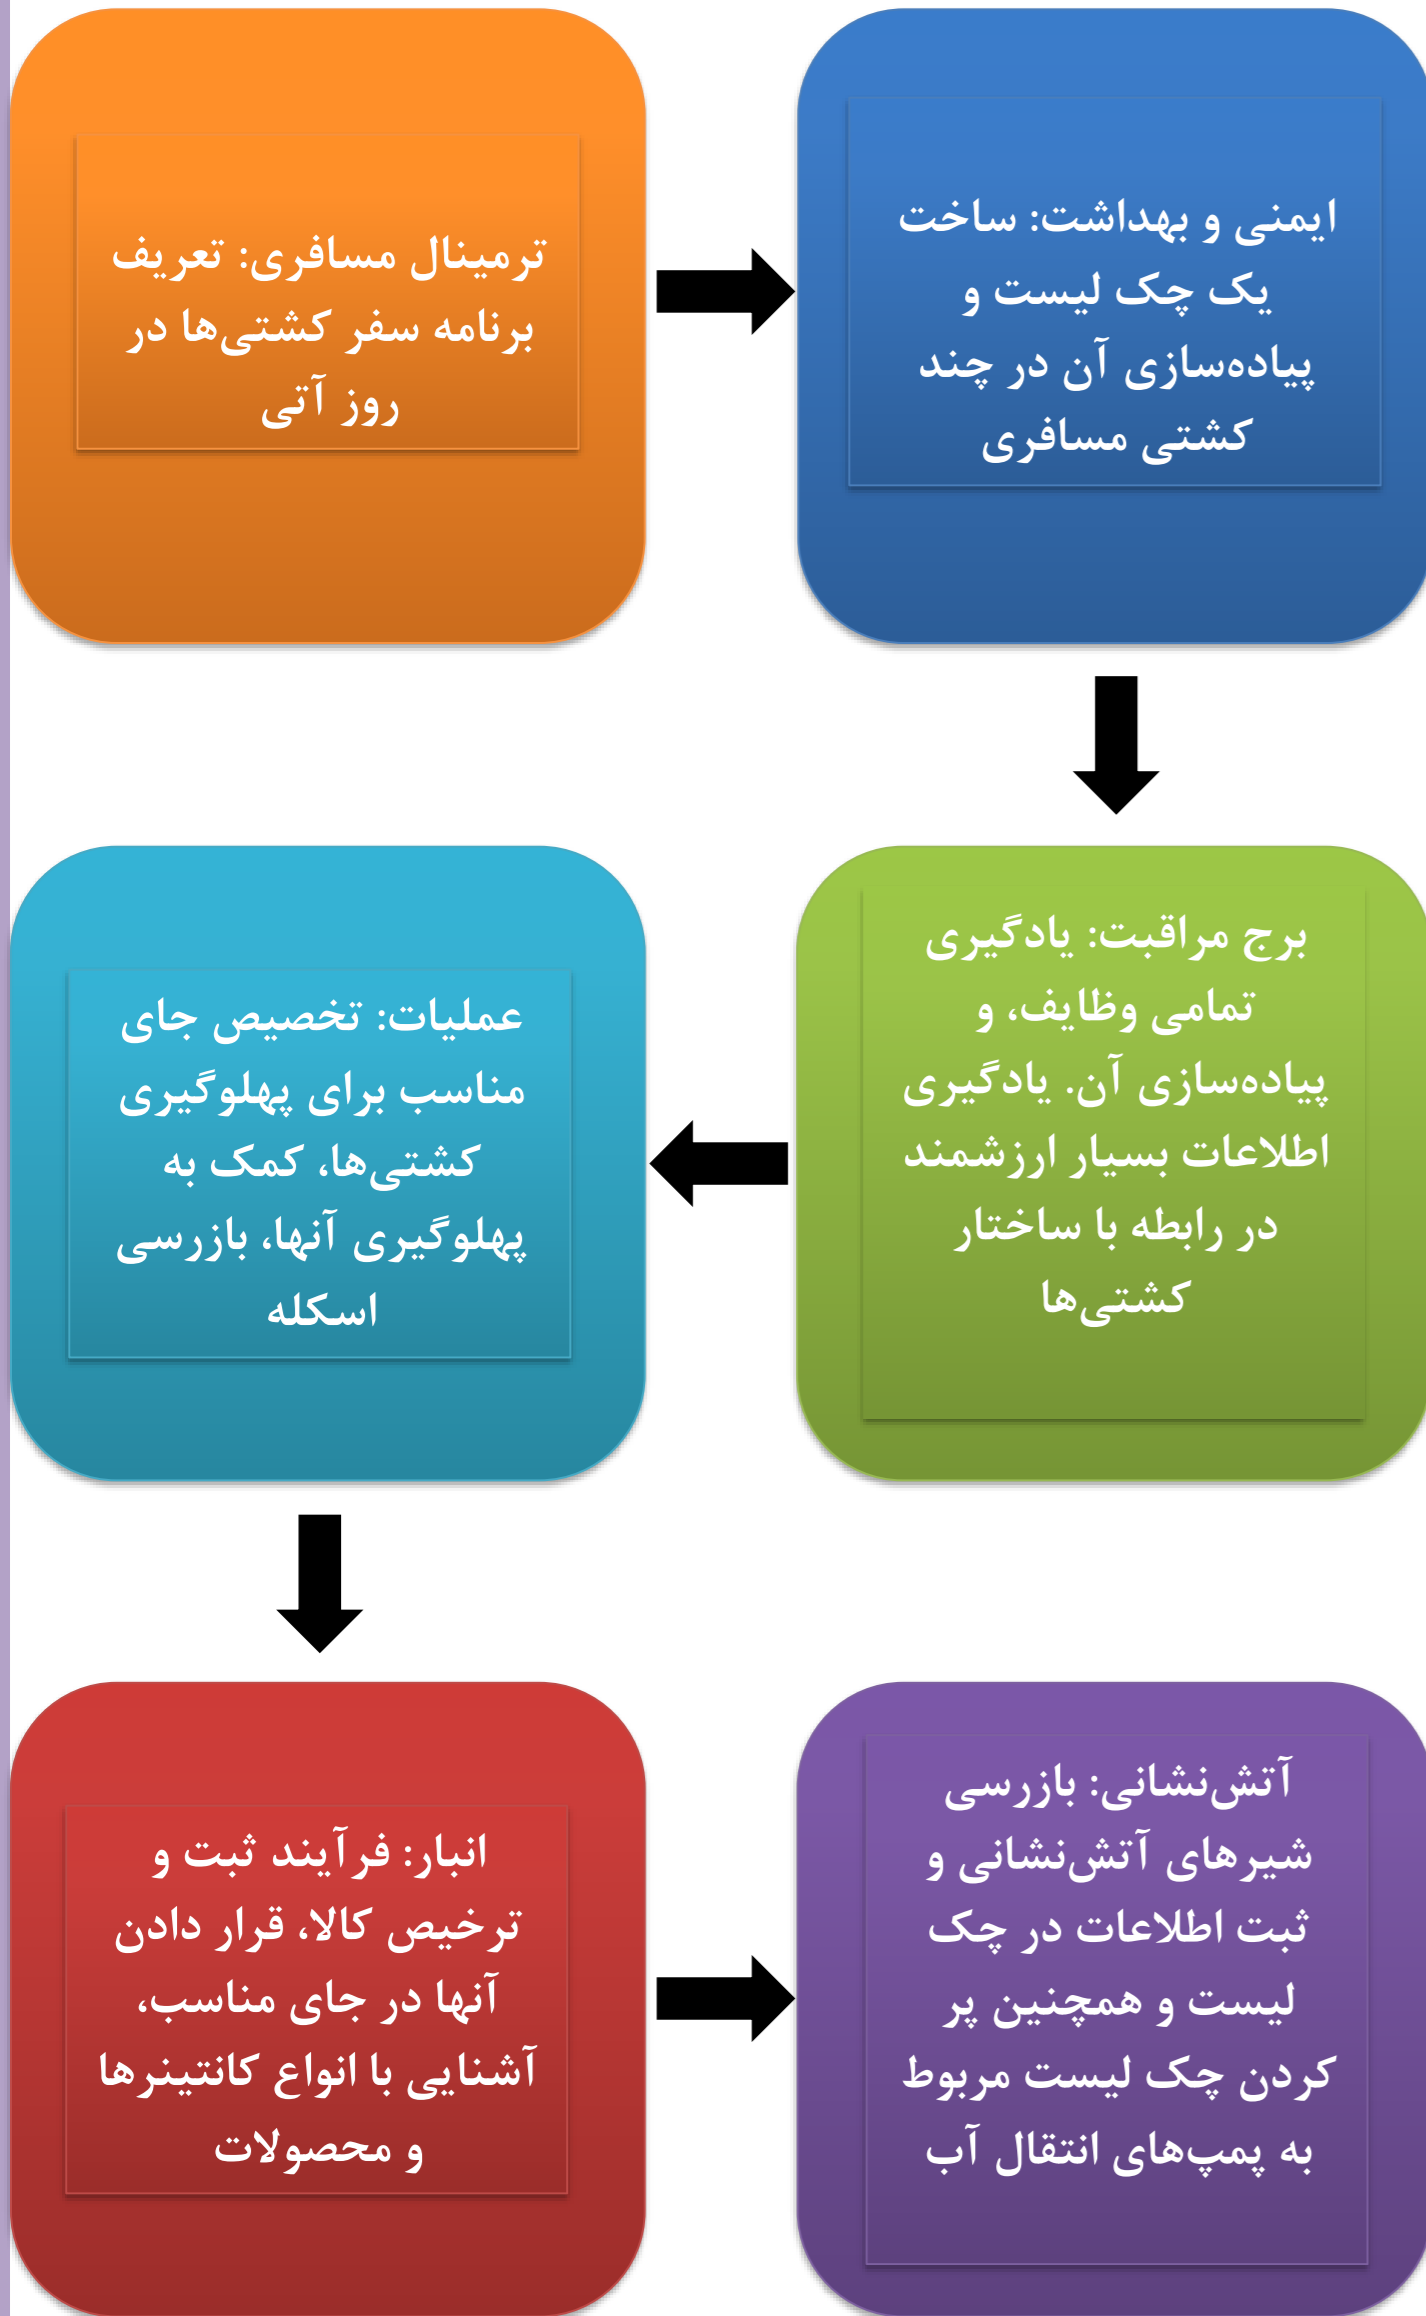 ترمینال مسافری: تعریف
برنامه سفر کشتی‌ها در
روز آتی
ایمنی و بهداشت: ساخت
یک چک لیست و
پیاده‌سازی آن در چند
کشتی مسافری
برج مراقبت: یادگیری
تمامی وظایف، و
پیاده‌سازی آن. یادگیری
اطلاعات بسیار ارزشمند
در رابطه با ساختار
کشتی‌ها
عملیات: تخصیص جای
مناسب برای پهلوگیری
کشتی‌ها، کمک به
پهلوگیری آنها، بازرسی
اسکله
انبار: فرآیند ثبت و
ترخیص کالا، قرار دادن
آنها در جای مناسب،
آشنایی با انواع کانتینرها
و محصولات
آتش‌نشانی: بازرسی
شیرهای آتش‌نشانی و
ثبت اطلاعات در چک
لیست و همچنین پر
کردن چک لیست مربوط
به پمپ‌های انتقال آب